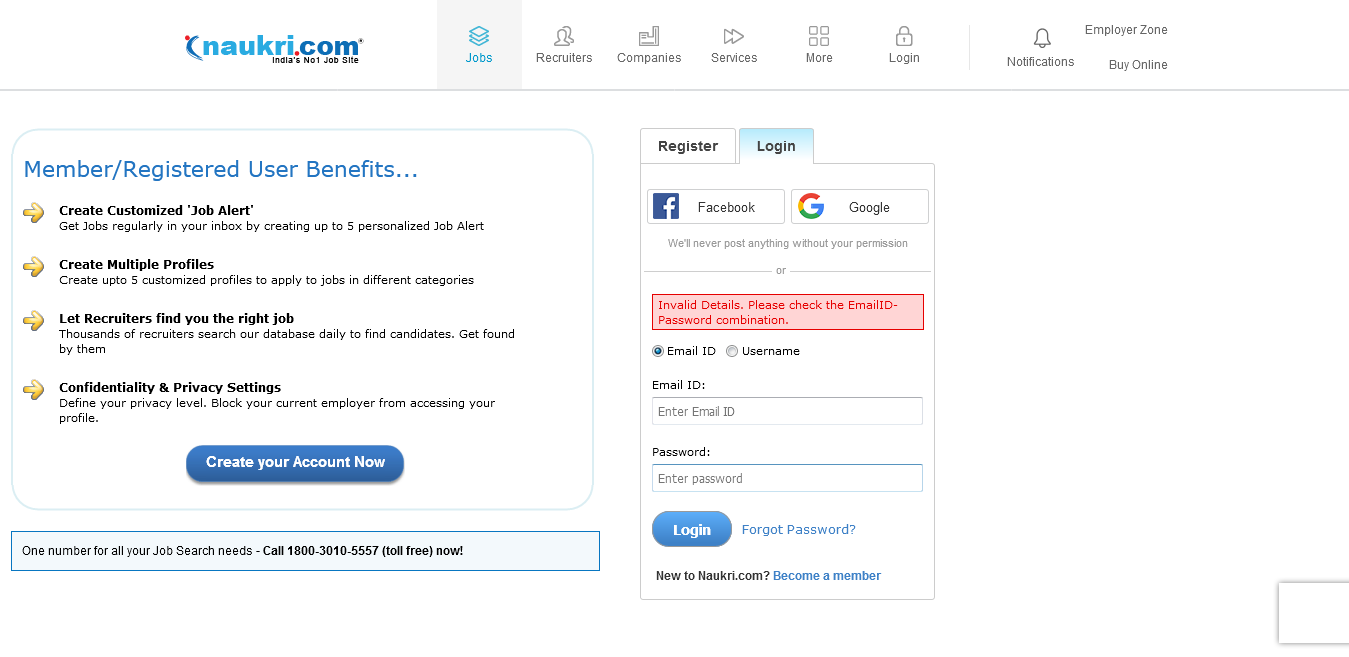 naukri.com
India's No1 Job Site
Jobs
Recruiters
Companies
Services
More
Login
Notifications
Employer Zone
Buy Online
Member/Registered User Benefits...
Create Customized 'Job Alert'
Get Jobs regularly in your inbox by creating up to 5 personalized Job Alert
Create Multiple Profiles
Create upto 5 customized profiles to apply to jobs in different categories
Let Recruiters find you the right job
Thousands of recruiters search our database daily to find candidates. Get found
by them
Confidentiality & Privacy Settings
Define your privacy level. Block your current employer from accessing your
profile.
Create your Account Now
One number for all your Job Search needs - Call 1800-3010-5557 (toll free) now!
Register
Login
Facebook
Google
We'll never post anything without your permission
or
Invalid Details. Please check the EmailID-
Password combination.
Email ID
Username
Email ID:
Enter Email ID
Password:
Enter password
Login
Forgot Password?
New to Naukri.com? Become a member